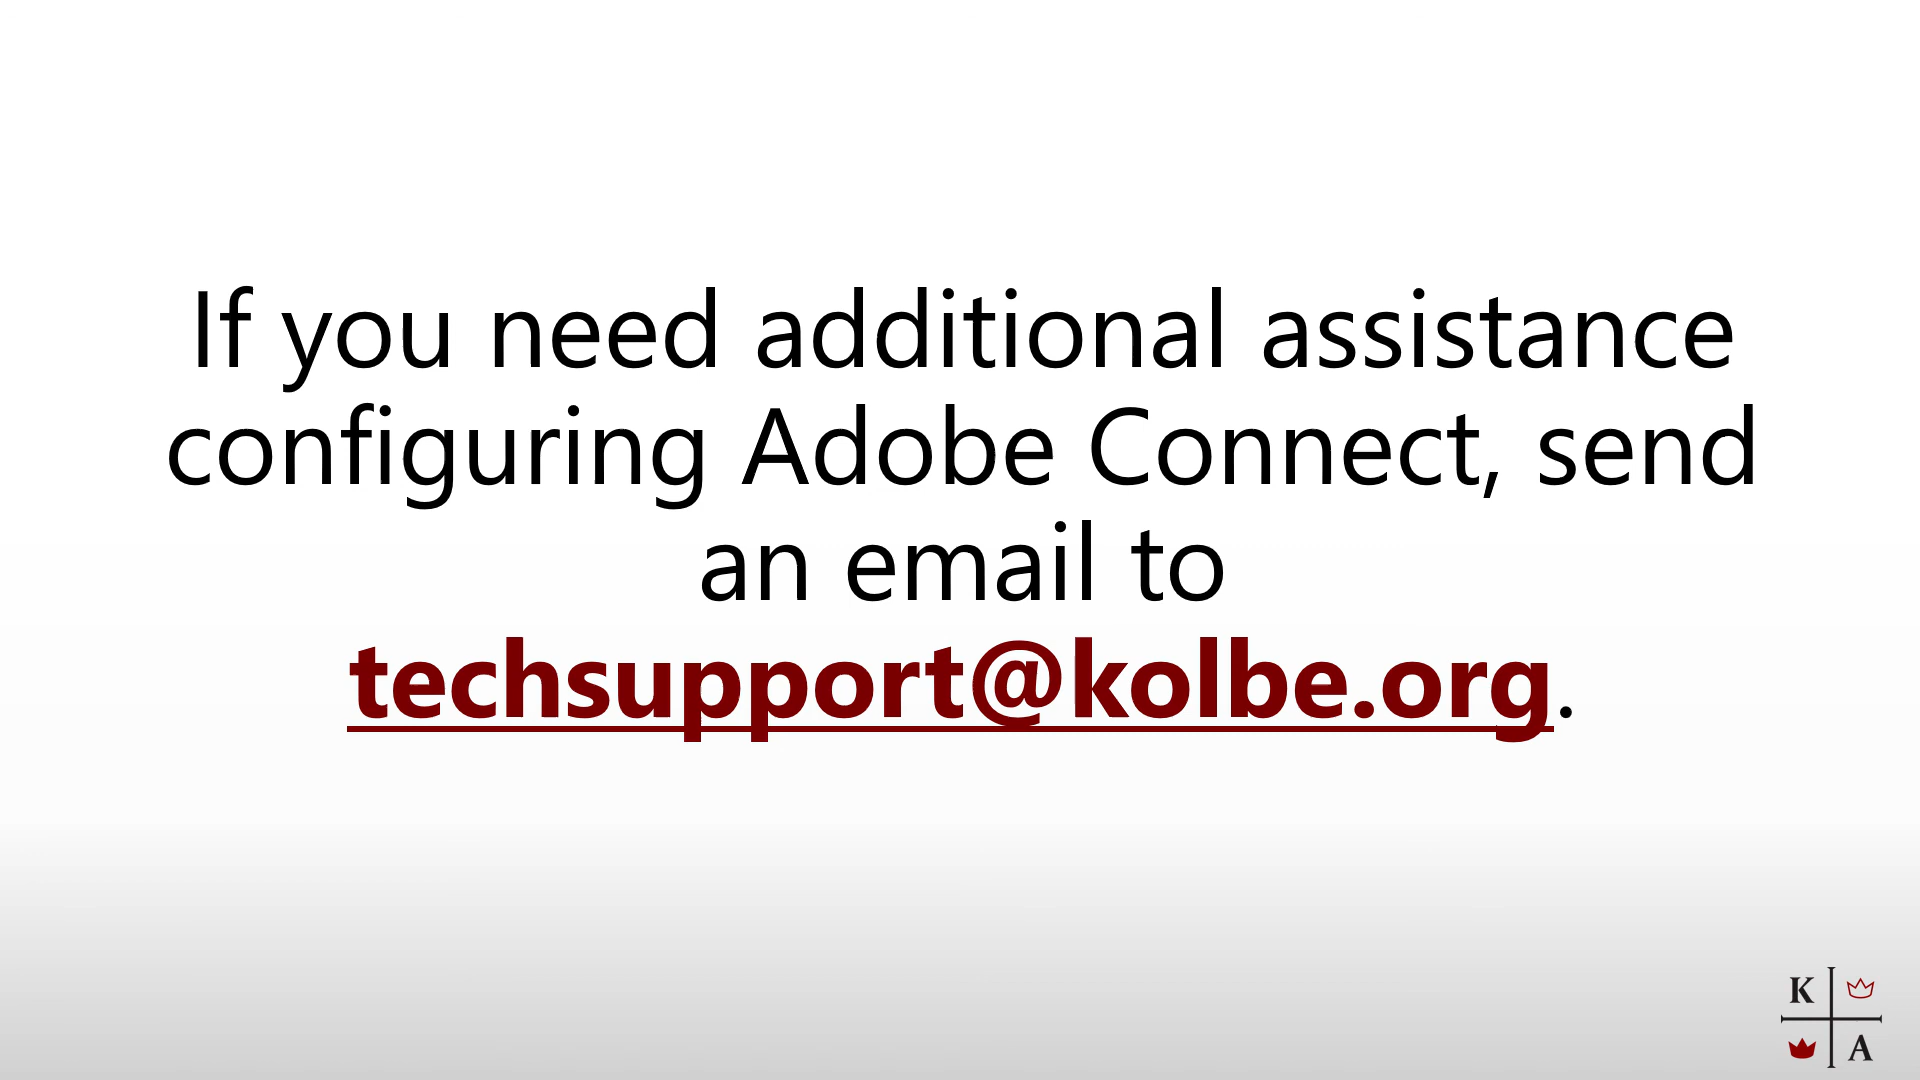 If you need additional assistance
configuring Adobe Connect, send
an email to
techsupport@kolbe.org.
K
A